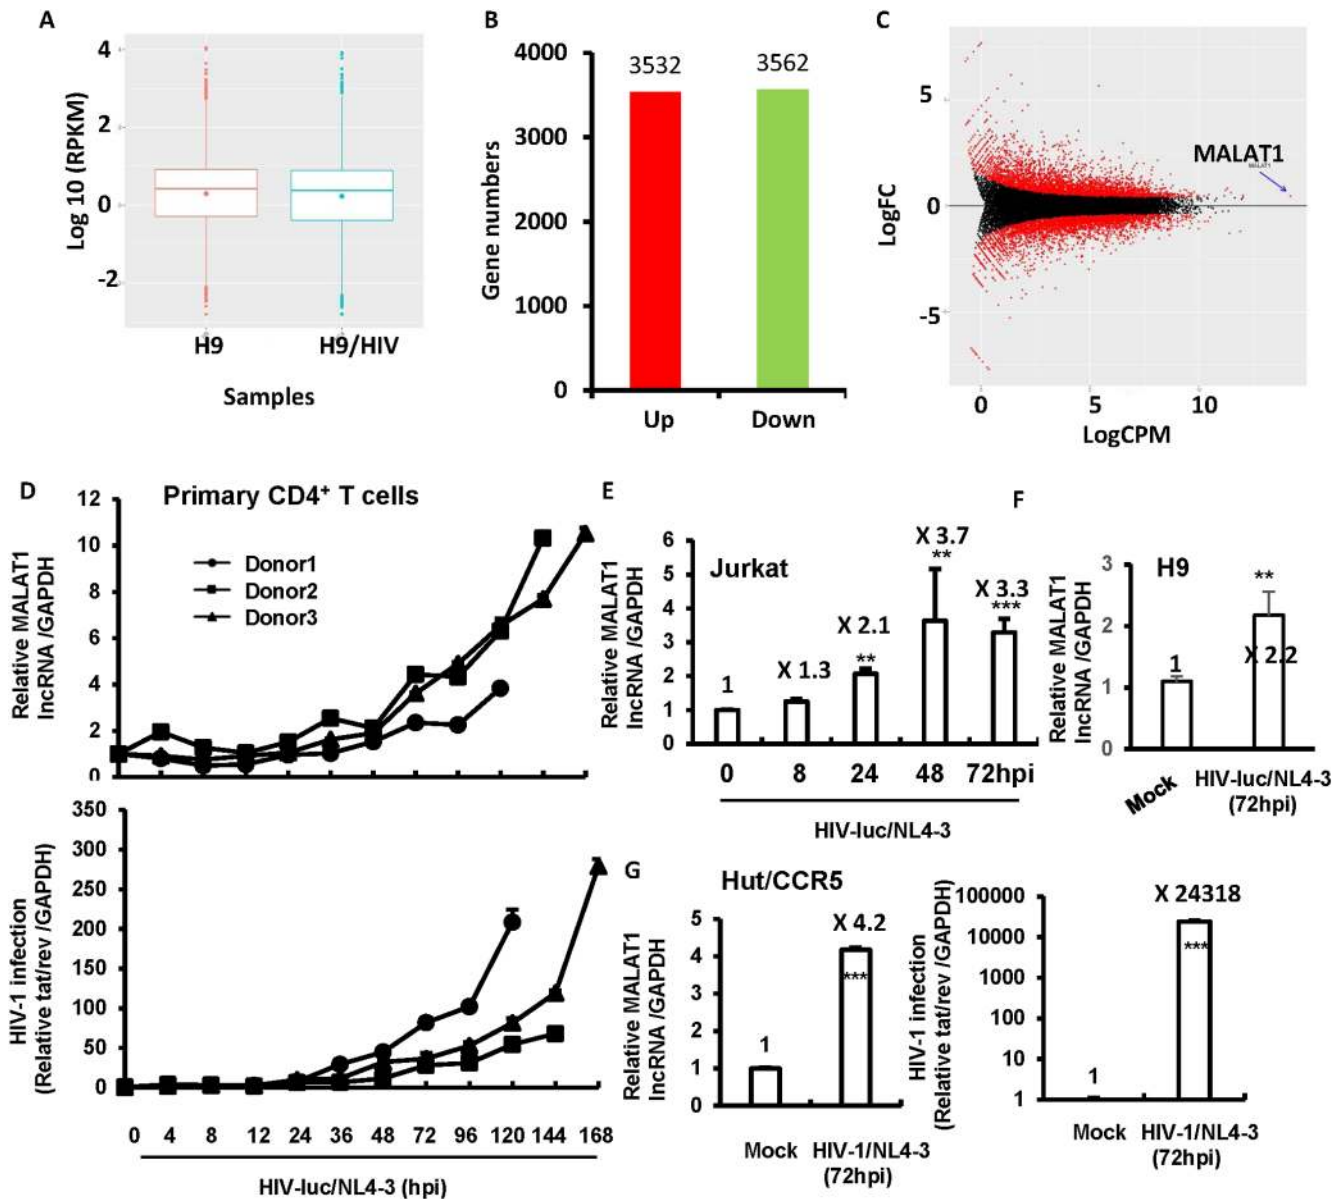 A
Log 10 (RPKM)
4
2
0
-2
H9
H9/HIV
Samples
B
Gene numbers
4000
3000
2000
1000
0
3532
3562
Up
Down
C
LogFC
5
0
-5
MALAT1
MALAT1
0
5
10
LogCPM
D
Primary CD4+ T cells
Relative MALAT1
lncRNA /GAPDH
12
10
8
6
4
2
0
Donor1
Donor2
Donor3
HIV-1 infection
(Relative tat/rev /GAPDH)
350
300
250
200
150
100
50
0
0 4 8 12 24 36 48 72 96 120 144 168
HIV-luc/NL4-3 (hpi)
E
Jurkat
Relative MALAT1
lncRNA /GAPDH
6
5
4
3
2
1
0
1
X 1.3
X 2.1
**
X 3.7
**
X 3.3
***
0 8 24 48 72hpi
HIV-luc/NL4-3
F
H9
Relative MALAT1
lncRNA /GAPDH
3
2
1
0
1
**
X 2.2
Mock
HIV-luc/NL4-3
(72hpi)
G
Hut/CCR5
Relative MALAT1
lncRNA /GAPDH
5
4
3
2
1
0
1
X 4.2
***
Mock
HIV-1/NL4-3
(72hpi)
HIV-1 infection
(Relative tat/rev /GAPDH)
100000
10000
1000
100
10
1
1
X 24318
***
Mock
HIV-1/NL4-3
(72hpi)